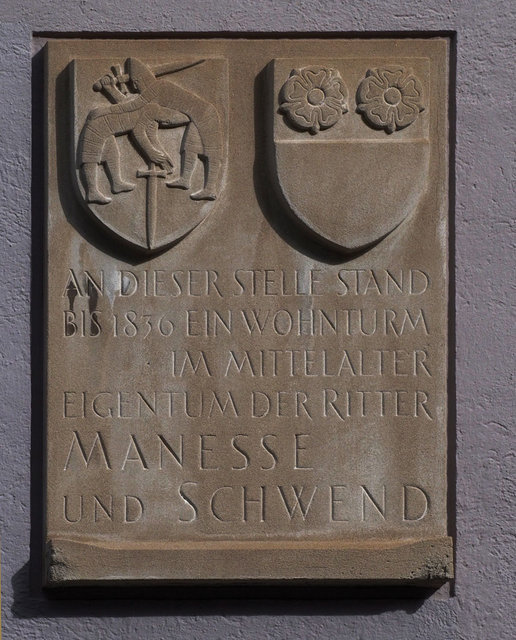 AN DIESER STELLE STAND
BIS 1836 EIN WOHNTURM
IM MITTELALTER
EIGENTUM DER RITTER
MANESSE
UND SCHWEND